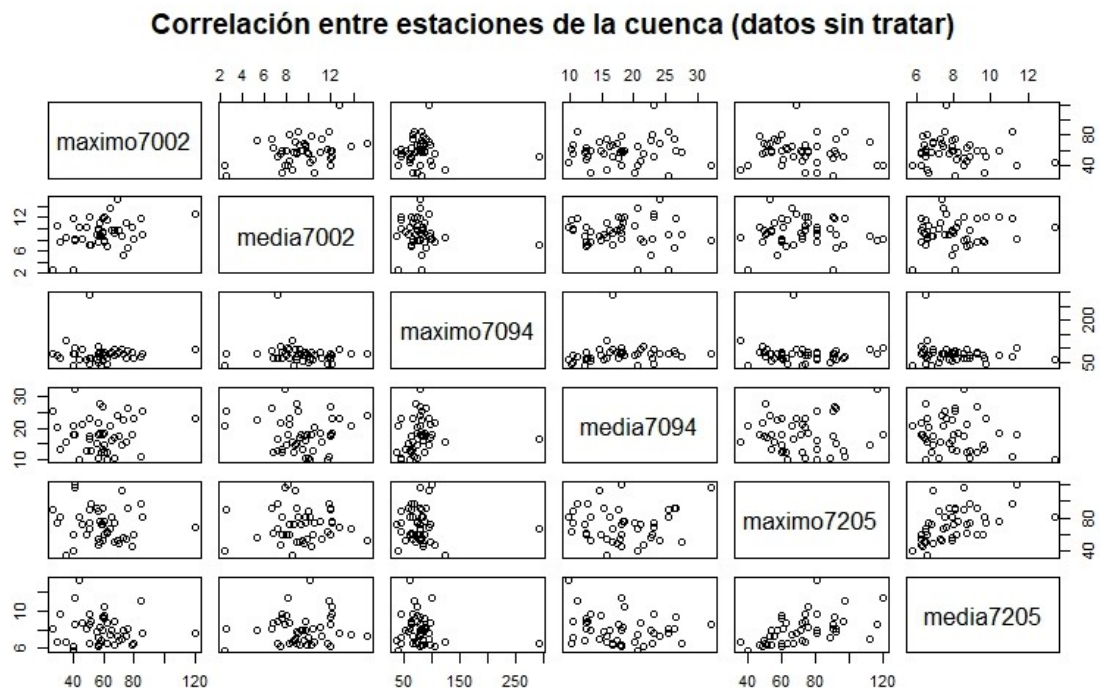 Correlación entre estaciones de la cuenca (datos sin tratar)
2 4 6 8 12
10 15 20 25 30
6 8 10 12
maximo7002
40 80
2 6 12
media7002
maximo7094
50 200
10 20 30
media7094
maximo7205
40 80
6 10
media7205
40 60 80 120
50 150 250
40 60 80 120